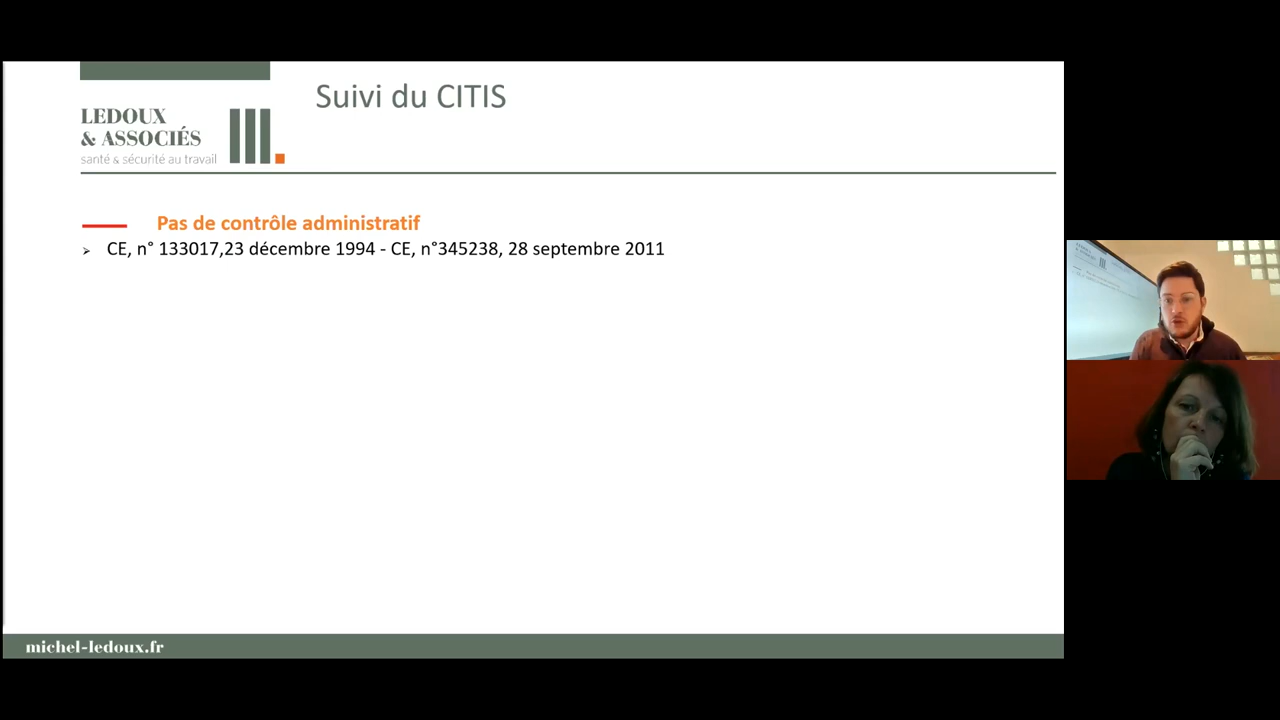 LEDOUX
& ASSOCIÉS
santé & sécurité au travail
Suivi du CITIS
Pas de contrôle administratif
CE, n° 133017,23 décembre 1994 - CE, n°345238, 28 septembre 2011
michel-ledoux.fr